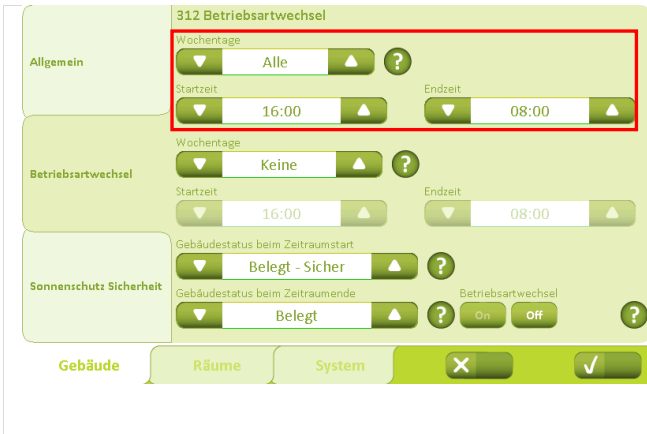 312 Betriebsartwechsel
Allgemein
Wochentage
Alle ?
Startzeit Endzeit
16:00 08:00
Betriebsartwechsel
Wochentage
Keine ?
Startzeit Endzeit
16:00 08:00
Sonnenschutz Sicherheit
Gebäudestatus beim Zeitraumstart
Belegt - Sicher ?
Gebäudestatus beim Zeitraumende Betriebsartwechsel
Belegt ? On Off ?
Gebäude Räume System